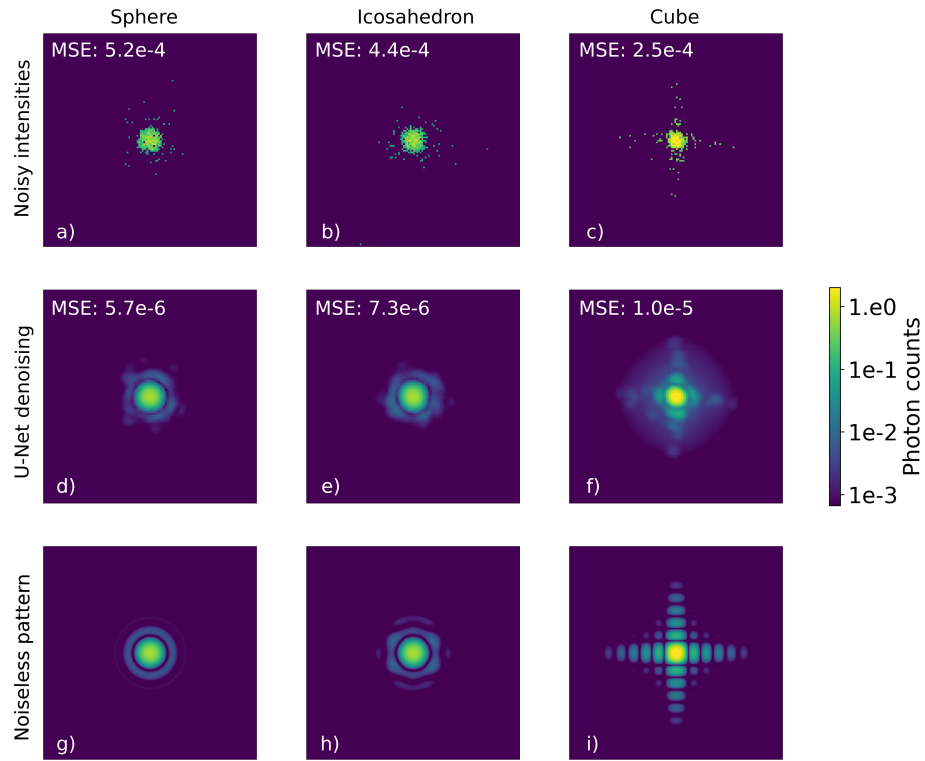 Sphere
Icosahedron
Cube
Noisy intensities
MSE: 5.2e-4
MSE: 4.4e-4
MSE: 2.5e-4
a)
b)
c)
U-Net denoising
MSE: 5.7e-6
MSE: 7.3e-6
MSE: 1.0e-5
d)
e)
f)
1.e0
1e-1
1e-2
1e-3
Photon counts
Noiseless pattern
g)
h)
i)